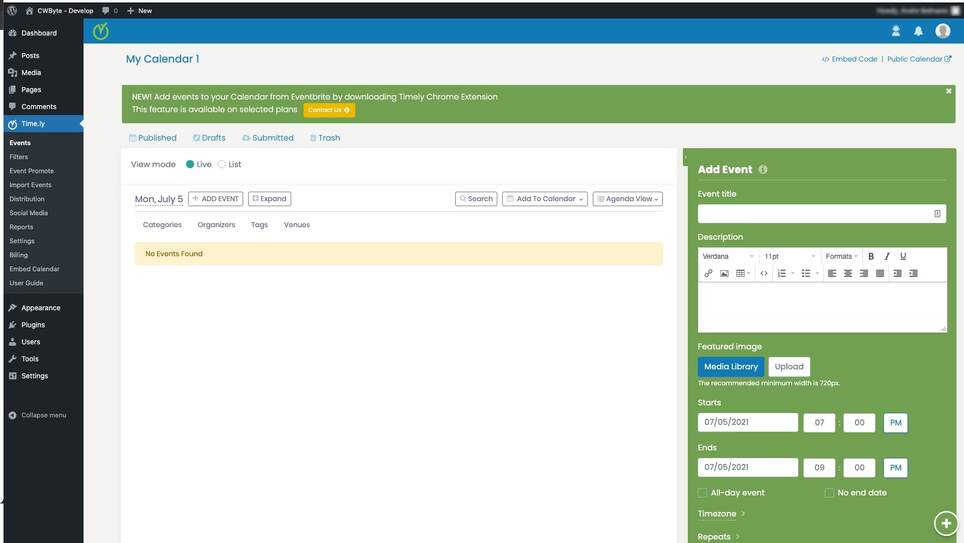 CWByte - Develop 0 + New
Dashboard
Posts
Media
Pages
Comments
Time.ly
Events
Filters
Event Promote
Import Events
Distribution
Social Media
Reports
Settings
Billing
Embed Calendar
User Guide
Appearance
Plugins
Users
Tools
Settings
Collapse menu
My Calendar 1
</> Embed Code | Public Calendar
NEW! Add events to your Calendar from Eventbrite by downloading Timely Chrome Extension
This feature is available on selected plans Contact Us
Published Drafts Submitted Trash
View mode Live List
Mon, July 5 + ADD EVENT Expand Search Add To Calendar Agenda View
Categories Organizers Tags Venues
No Events Found
Add Event
Event title
Description
Verdana 11pt Formats B I U
Featured image
Media Library Upload
The recommended minimum width is 720px.
Starts
07/05/2021 07 : 00 PM
Ends
07/05/2021 09 : 00 PM
All-day event No end date
Timezone
Repeats